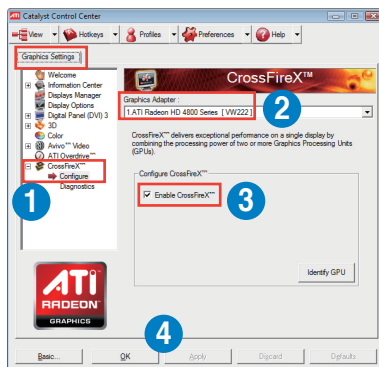 ATI Catalyst Control Center
View Hotkeys Profiles Preferences Help
Graphics Settings
Welcome
Information Center
Displays Manager
Display Options
Digital Panel (DVI) 3
3D
Color
Avivo™ Video
ATI Overdrive™
CrossFireX™
Configure
Diagnostics
1
CrossFireX™
Graphics Adapter :
1.ATI Radeon HD 4800 Series [ VW222 ]
2
CrossFireX™ delivers exceptional performance on a single display by
combining the processing power of two or more Graphics Processing Units
(GPUs).
Configure CrossFireX™
Enable CrossFireX™
3
Identify GPU
ATI
RADEON
GRAPHICS
4
Basic... OK Apply Discard Defaults